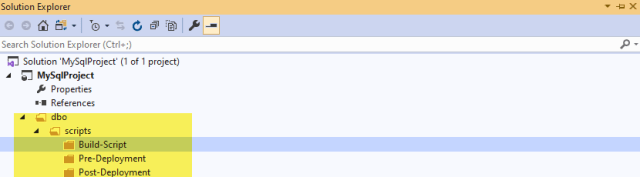 Solution Explorer
Search Solution Explorer (Ctrl+;)
Solution 'MySqlProject' (1 of 1 project)
MySqlProject
Properties
References
dbo
scripts
Build-Script
Pre-Deployment
Post-Deployment